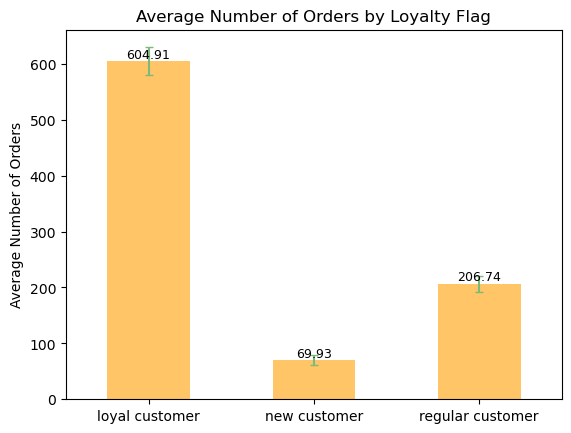 Average Number of Orders by Loyalty Flag
Average Number of Orders
600
500
400
300
200
100
0
604.91
69.93
206.74
loyal customer
new customer
regular customer